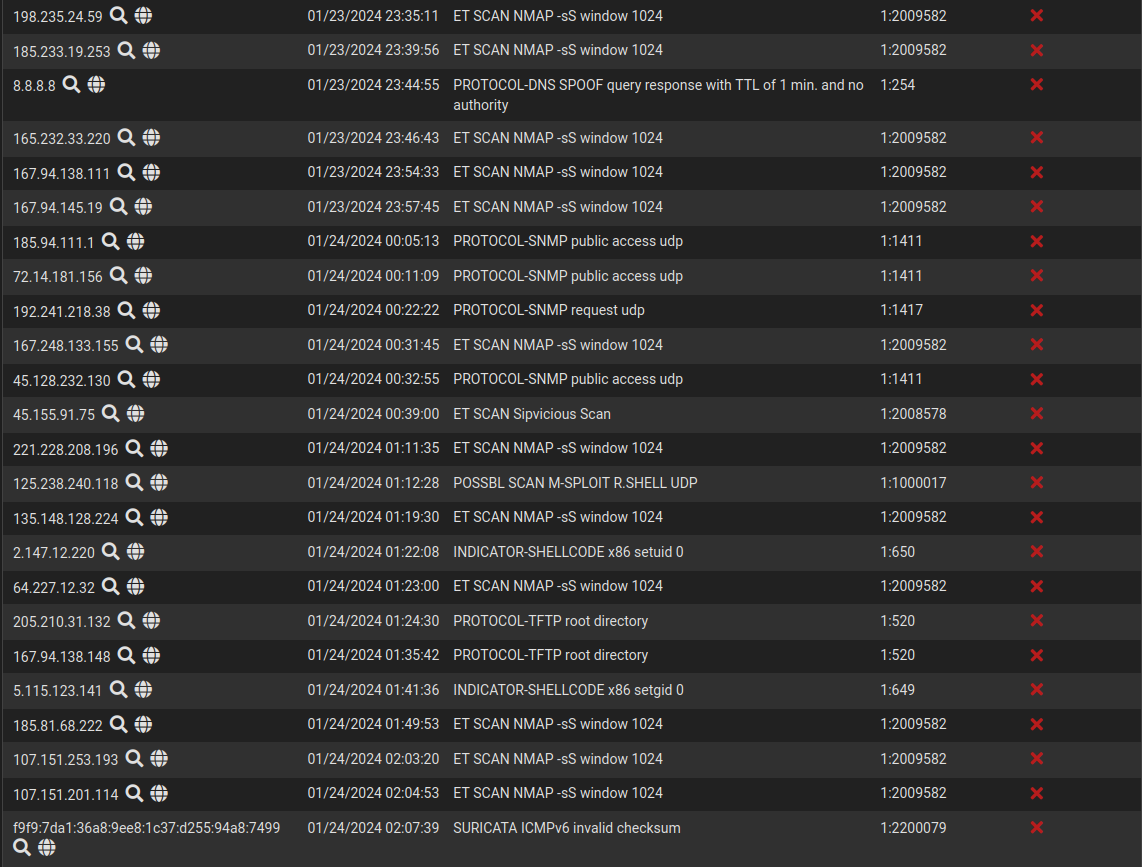 198.235.24.59 01/23/2024 23:35:11 ET SCAN NMAP -sS window 1024 1:2009582
185.233.19.253 01/23/2024 23:39:56 ET SCAN NMAP -sS window 1024 1:2009582
8.8.8.8 01/23/2024 23:44:55 PROTOCOL-DNS SPOOF query response with TTL of 1 min. and no 1:254
authority
165.232.33.220 01/23/2024 23:46:43 ET SCAN NMAP -sS window 1024 1:2009582
167.94.138.111 01/23/2024 23:54:33 ET SCAN NMAP -sS window 1024 1:2009582
167.94.145.19 01/23/2024 23:57:45 ET SCAN NMAP -sS window 1024 1:2009582
185.94.111.1 01/24/2024 00:05:13 PROTOCOL-SNMP public access udp 1:1411
72.14.181.156 01/24/2024 00:11:09 PROTOCOL-SNMP public access udp 1:1411
192.241.218.38 01/24/2024 00:22:22 PROTOCOL-SNMP request udp 1:1417
167.248.133.155 01/24/2024 00:31:45 ET SCAN NMAP -sS window 1024 1:2009582
45.128.232.130 01/24/2024 00:32:55 PROTOCOL-SNMP public access udp 1:1411
45.155.91.75 01/24/2024 00:39:00 ET SCAN Sipvicious Scan 1:2008578
221.228.208.196 01/24/2024 01:11:35 ET SCAN NMAP -sS window 1024 1:2009582
125.238.240.118 01/24/2024 01:12:28 POSSBL SCAN M-SPLOIT R.SHELL UDP 1:1000017
135.148.128.224 01/24/2024 01:19:30 ET SCAN NMAP -sS window 1024 1:2009582
2.147.12.220 01/24/2024 01:22:08 INDICATOR-SHELLCODE x86 setuid 0 1:650
64.227.12.32 01/24/2024 01:23:00 ET SCAN NMAP -sS window 1024 1:2009582
205.210.31.132 01/24/2024 01:24:30 PROTOCOL-TFTP root directory 1:520
167.94.138.148 01/24/2024 01:35:42 PROTOCOL-TFTP root directory 1:520
5.115.123.141 01/24/2024 01:41:36 INDICATOR-SHELLCODE x86 setgid 0 1:649
185.81.68.222 01/24/2024 01:49:53 ET SCAN NMAP -sS window 1024 1:2009582
107.151.253.193 01/24/2024 02:03:20 ET SCAN NMAP -sS window 1024 1:2009582
107.151.201.114 01/24/2024 02:04:53 ET SCAN NMAP -sS window 1024 1:2009582
f9f9:7da1:36a8:9ee8:1c37:d255:94a8:7499 01/24/2024 02:07:39 SURICATA ICMPv6 invalid checksum 1:2200079